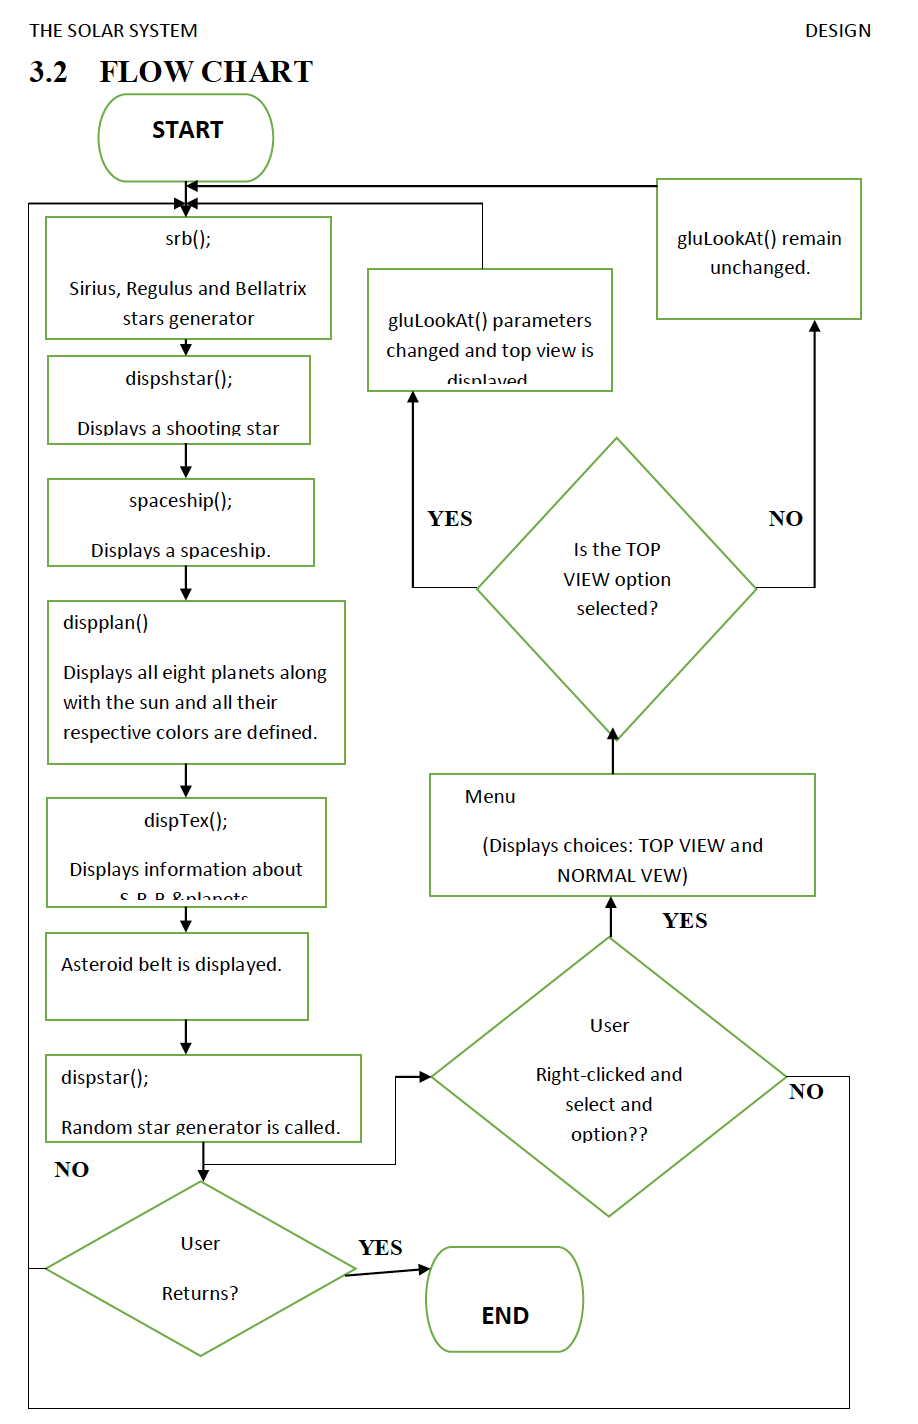 THE SOLAR SYSTEM
DESIGN
3.2 FLOW CHART
START
srb();
Sirius, Regulus and Bellatrix
stars generator
dispshstar();
Displays a shooting star
spaceship();
Displays a spaceship.
dispplan()
Displays all eight planets along
with the sun and all their
respective colors are defined.
dispTex();
Displays information about
S,R,B &planets
Asteroid belt is displayed.
dispstar();
Random star generator is called.
NO
User
Returns?
YES
END
gluLookAt() remain
unchanged.
gluLookAt() parameters
changed and top view is
displayed
YES
NO
Is the TOP
VIEW option
selected?
Menu
(Displays choices: TOP VIEW and
NORMAL VEW)
YES
User
Right-clicked and
select and
option??
NO